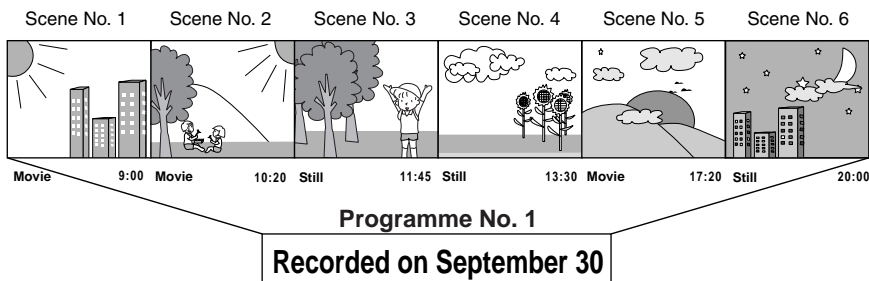 Scene No. 1 Scene No. 2 Scene No. 3 Scene No. 4 Scene No. 5 Scene No. 6
Movie 9:00 Movie 10:20 Still 11:45 Still 13:30 Movie 17:20 Still 20:00
Programme No. 1
Recorded on September 30